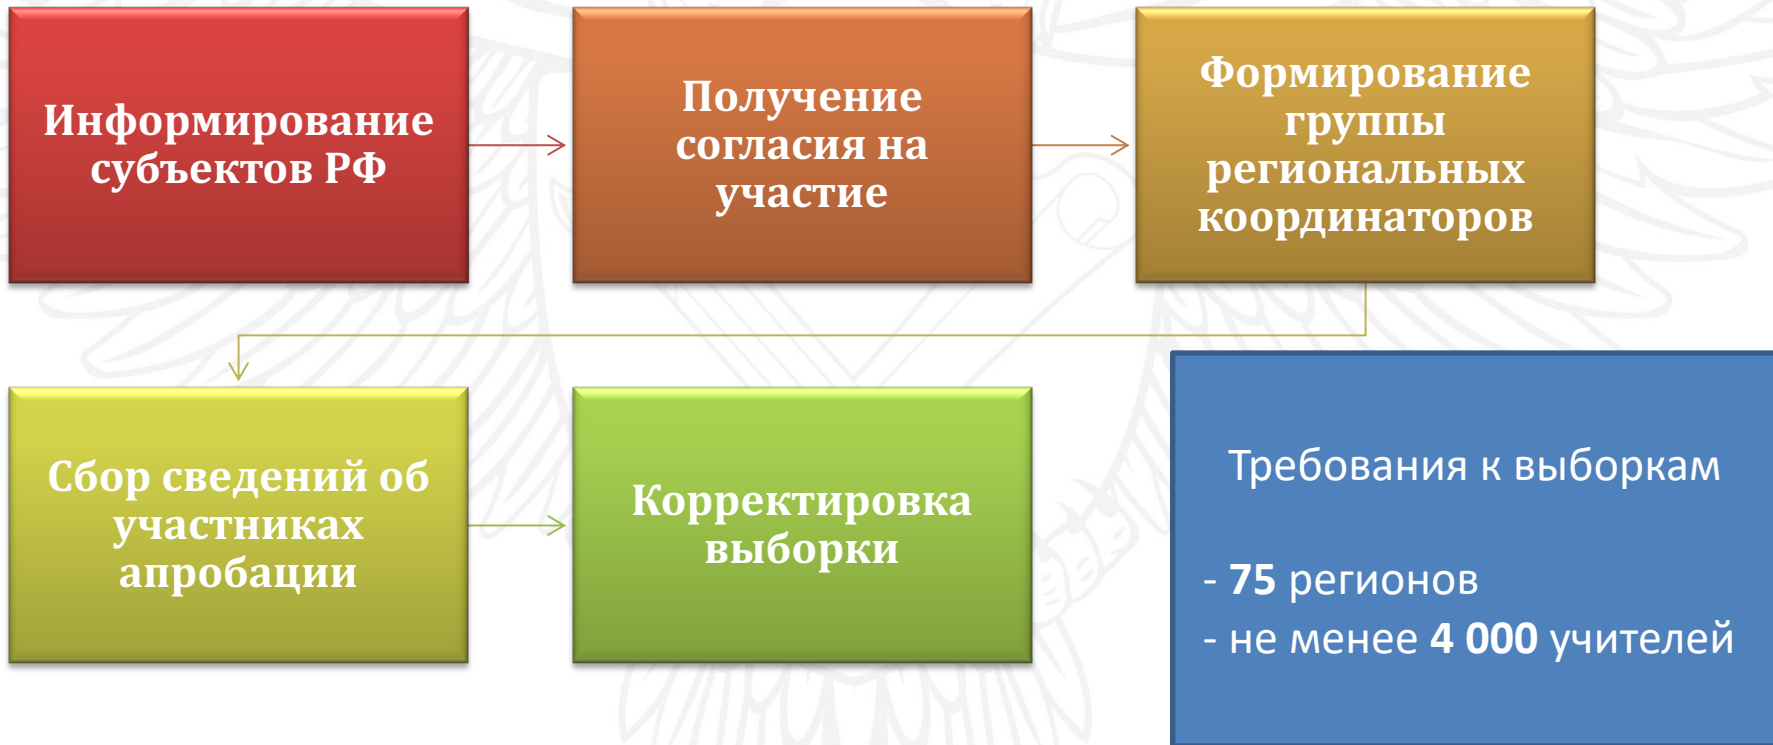 Информирование
субъектов РФ
Получение
согласия на
участие
Формирование
группы
региональных
координаторов
Сбор сведений об
участниках
апробации
Корректировка
выборки
Требования к выборкам
- 75 регионов
- не менее 4 000 учителей